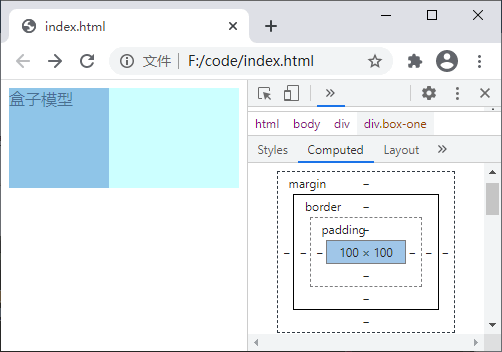 index.html
文件 F:/code/index.html
盒子模型
»
html body div div.box-one
Styles Computed Layout »
margin –
border –
padding –
– – – 100 × 100 – – –
–
–
–